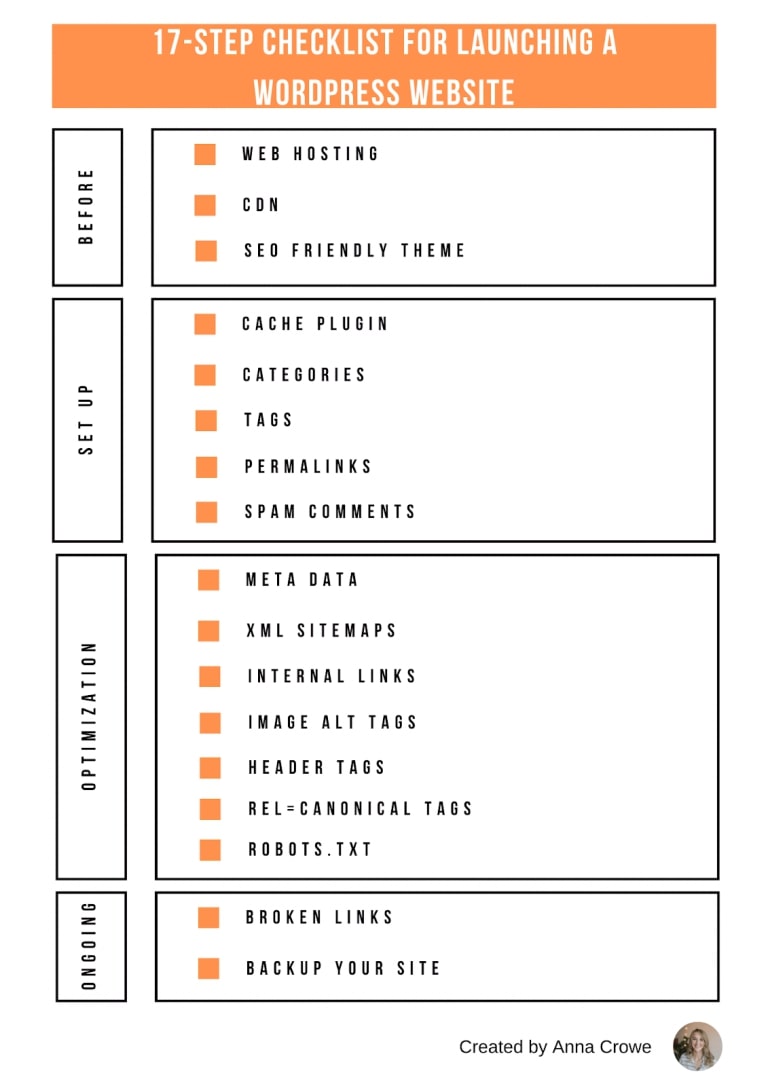 17-STEP CHECKLIST FOR LAUNCHING A
WORDPRESS WEBSITE
BEFORE
WEB HOSTING
CDN
SEO FRIENDLY THEME
SET UP
CACHE PLUGIN
CATEGORIES
TAGS
PERMALINKS
SPAM COMMENTS
OPTIMIZATION
META DATA
XML SITEMAPS
INTERNAL LINKS
IMAGE ALT TAGS
HEADER TAGS
REL=CANONICAL TAGS
ROBOTS.TXT
ONGOING
BROKEN LINKS
BACKUP YOUR SITE
Created by Anna Crowe